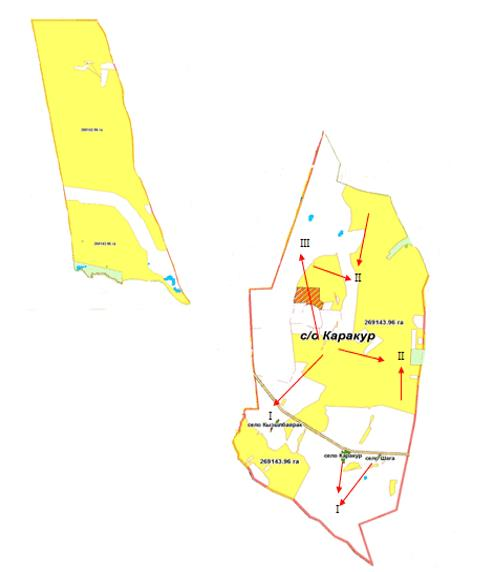 269143.96 га
269143.96 га
III
II
269143.96 га
с/о Каракур
II
I
село Кызылбайрак
село Каракур
село Шага
269143.96 га
I